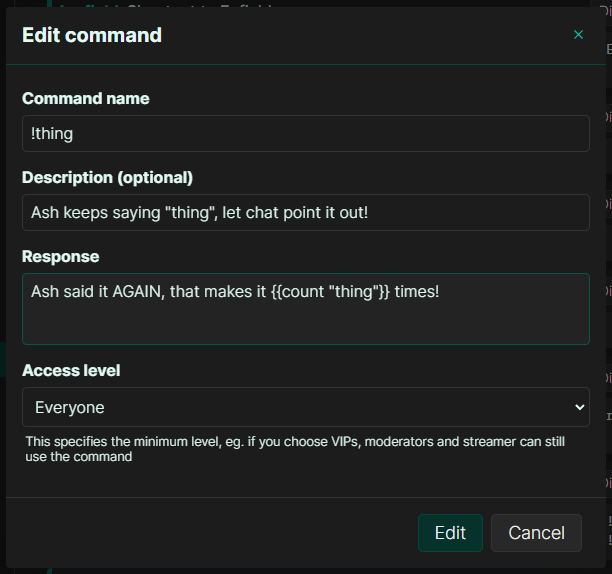 Edit command
×
Command name
!thing
Description (optional)
Ash keeps saying "thing", let chat point it out!
Response
Ash said it AGAIN, that makes it {{count "thing"}} times!
Access level
Everyone
This specifies the minimum level, eg. if you choose VIPs, moderators and streamer can still
use the command
Edit Cancel